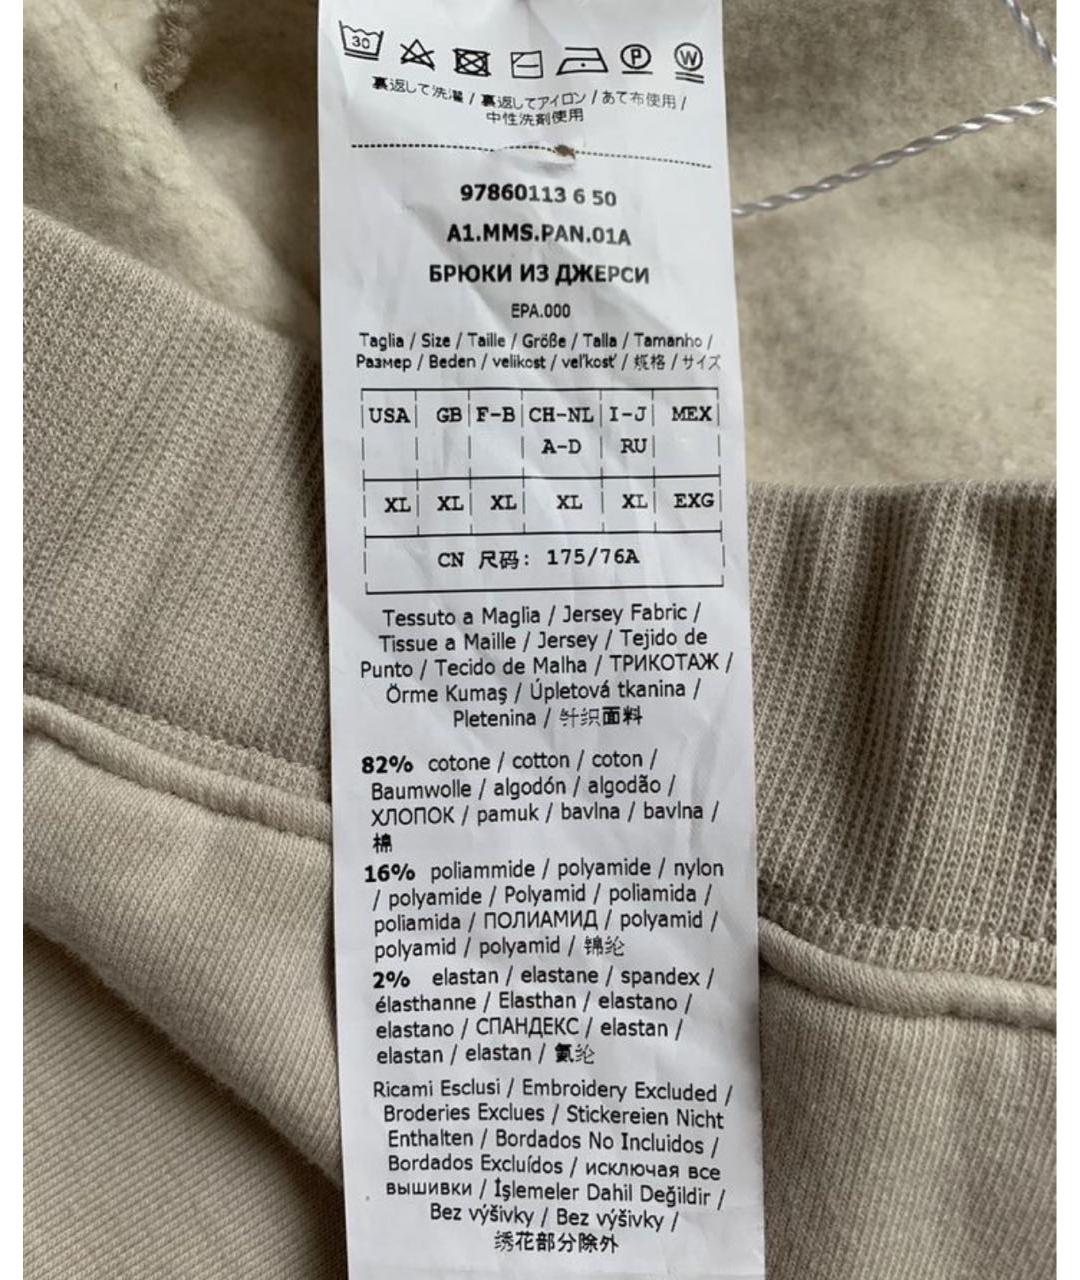 30
P
W
裏返して洗濯 / 裏返してアイロン / あて布使用 /
中性洗剤使用
97860113 6 50
A1.MMS.PAN.01A
БРЮКИ ИЗ ДЖЕРСИ
EPA.000
Taglia / Size / Taille / Größe / Talla / Tamanho /
Размер / Beden / velikost / veľkosť / 规格 / サイズ
USA GB F-B CH-NL I-J MEX
A-D RU
XL XL XL XL XL EXG
CN 尺码: 175/76A
Tessuto a Maglia / Jersey Fabric /
Tissue a Maille / Jersey / Tejido de
Punto / Tecido de Malha / ТРИКОТАЖ /
Örme Kumaş / Úpletová tkanina /
Pletenina / 针织面料
82% cotone / cotton / coton /
Baumwolle / algodón / algodão /
ХЛОПОК / pamuk / bavlna / bavlna /
棉
16% poliammide / polyamide / nylon
/ polyamide / Polyamid / poliamida /
poliamida / ПОЛИАМИД / polyamid /
polyamid / polyamid / 锦纶
2% elastan / elastane / spandex /
élasthanne / Elasthan / elastano /
elastano / СПАНДЕКС / elastan /
elastan / elastan / 氨纶
Ricami Esclusi / Embroidery Excluded /
Broderies Exclues / Stickereien Nicht
Enthalten / Bordados No Incluidos /
Bordados Excluídos / исключая все
вышивки / İşlemeler Dahil Değildir /
Bez výšivky / Bez výšivky /
绣花部分除外